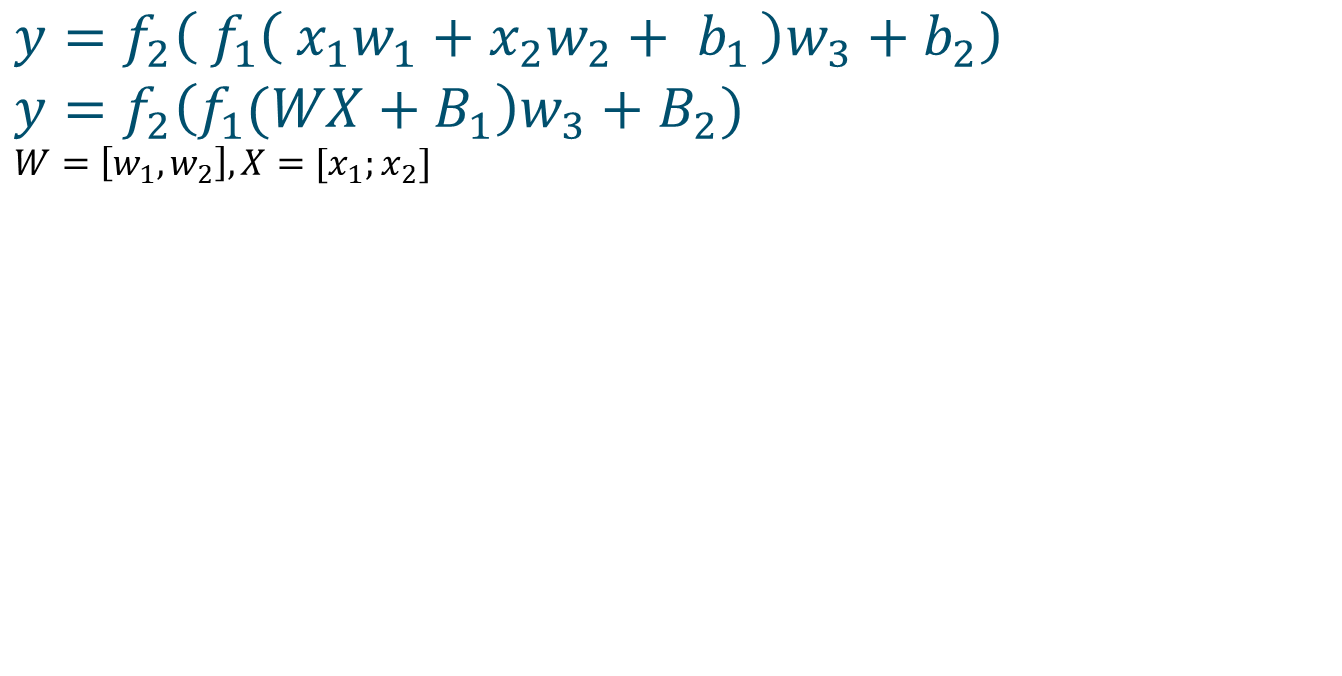 y = f₂( f₁( x₁w₁ + x₂w₂ + b₁ )w₃ + b₂)
y = f₂(f₁(WX + B₁)w₃ + B₂)
W = [w₁, w₂], X = [x₁; x₂]